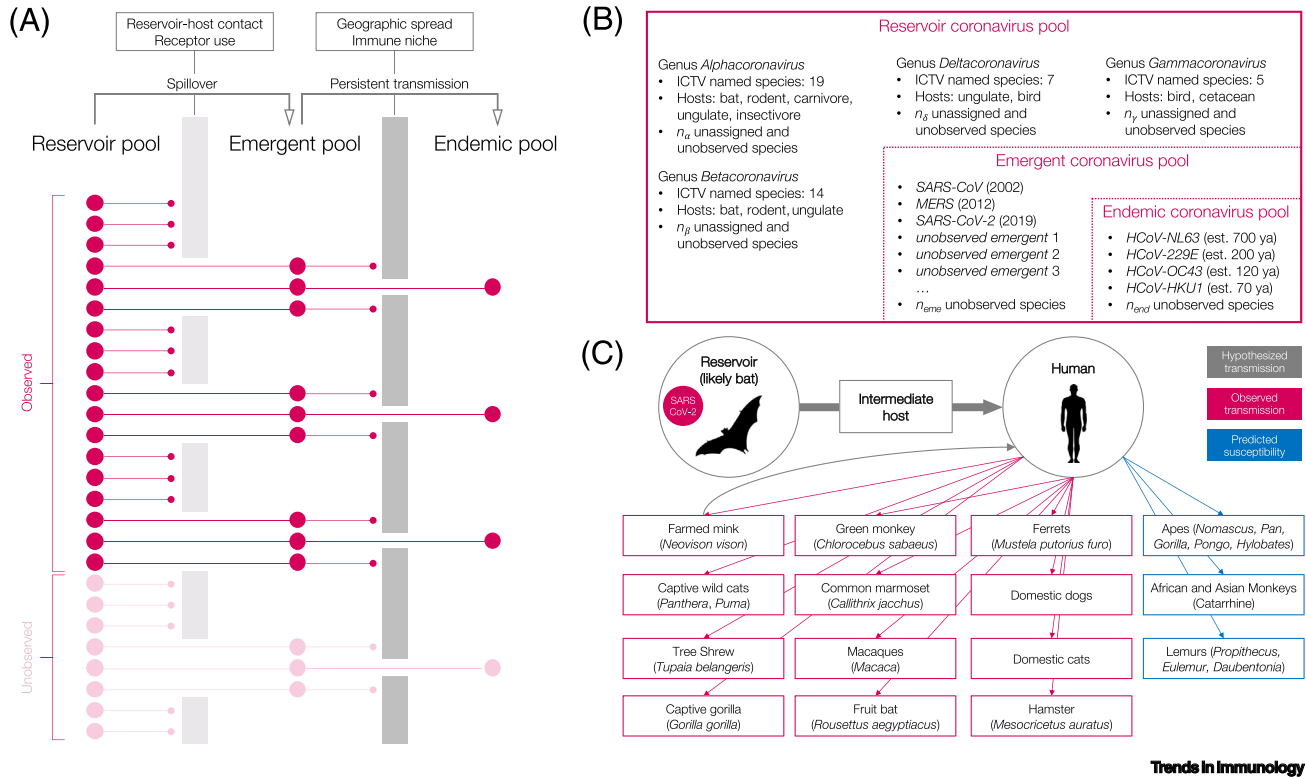 (A)
Reservoir-host contact
Receptor use
Geographic spread
Immune niche
Spillover
Persistent transmission
Reservoir pool
Emergent pool
Endemic pool
Observed
Unobserved
(B)
Reservoir coronavirus pool
Genus Alphacoronavirus
• ICTV named species: 19
• Hosts: bat, rodent, carnivore,
ungulate, insectivore
• nα unassigned and
unobserved species
Genus Betacoronavirus
• ICTV named species: 14
• Hosts: bat, rodent, ungulate
• nβ unassigned and
unobserved species
Genus Deltacoronavirus
• ICTV named species: 7
• Hosts: ungulate, bird
• nδ unassigned and
unobserved species
Genus Gammacoronavirus
• ICTV named species: 5
• Hosts: bird, cetacean
• nγ unassigned and
unobserved species
Emergent coronavirus pool
• SARS-CoV (2002)
• MERS (2012)
• SARS-CoV-2 (2019)
• unobserved emergent 1
• unobserved emergent 2
• unobserved emergent 3
...
• neme unobserved species
Endemic coronavirus pool
• HCoV-NL63 (est. 700 ya)
• HCoV-229E (est. 200 ya)
• HCoV-OC43 (est. 120 ya)
• HCoV-HKU1 (est. 70 ya)
• nend unobserved species
(C)
Reservoir
(likely bat)
SARS
CoV-2
Intermediate
host
Human
Hypothesized
transmission
Observed
transmission
Predicted
susceptibility
Farmed mink
(Neovison vison)
Green monkey
(Chlorocebus sabaeus)
Ferrets
(Mustela putorius furo)
Apes (Nomascus, Pan,
Gorilla, Pongo, Hylobates)
Captive wild cats
(Panthera, Puma)
Common marmoset
(Callithrix jacchus)
Domestic dogs
African and Asian Monkeys
(Catarrhine)
Tree Shrew
(Tupaia belangeris)
Macaques
(Macaca)
Domestic cats
Lemurs (Propithecus,
Eulemur, Daubentonia)
Captive gorilla
(Gorilla gorilla)
Fruit bat
(Rousettus aegyptiacus)
Hamster
(Mesocricetus auratus)
Trends in Immunology